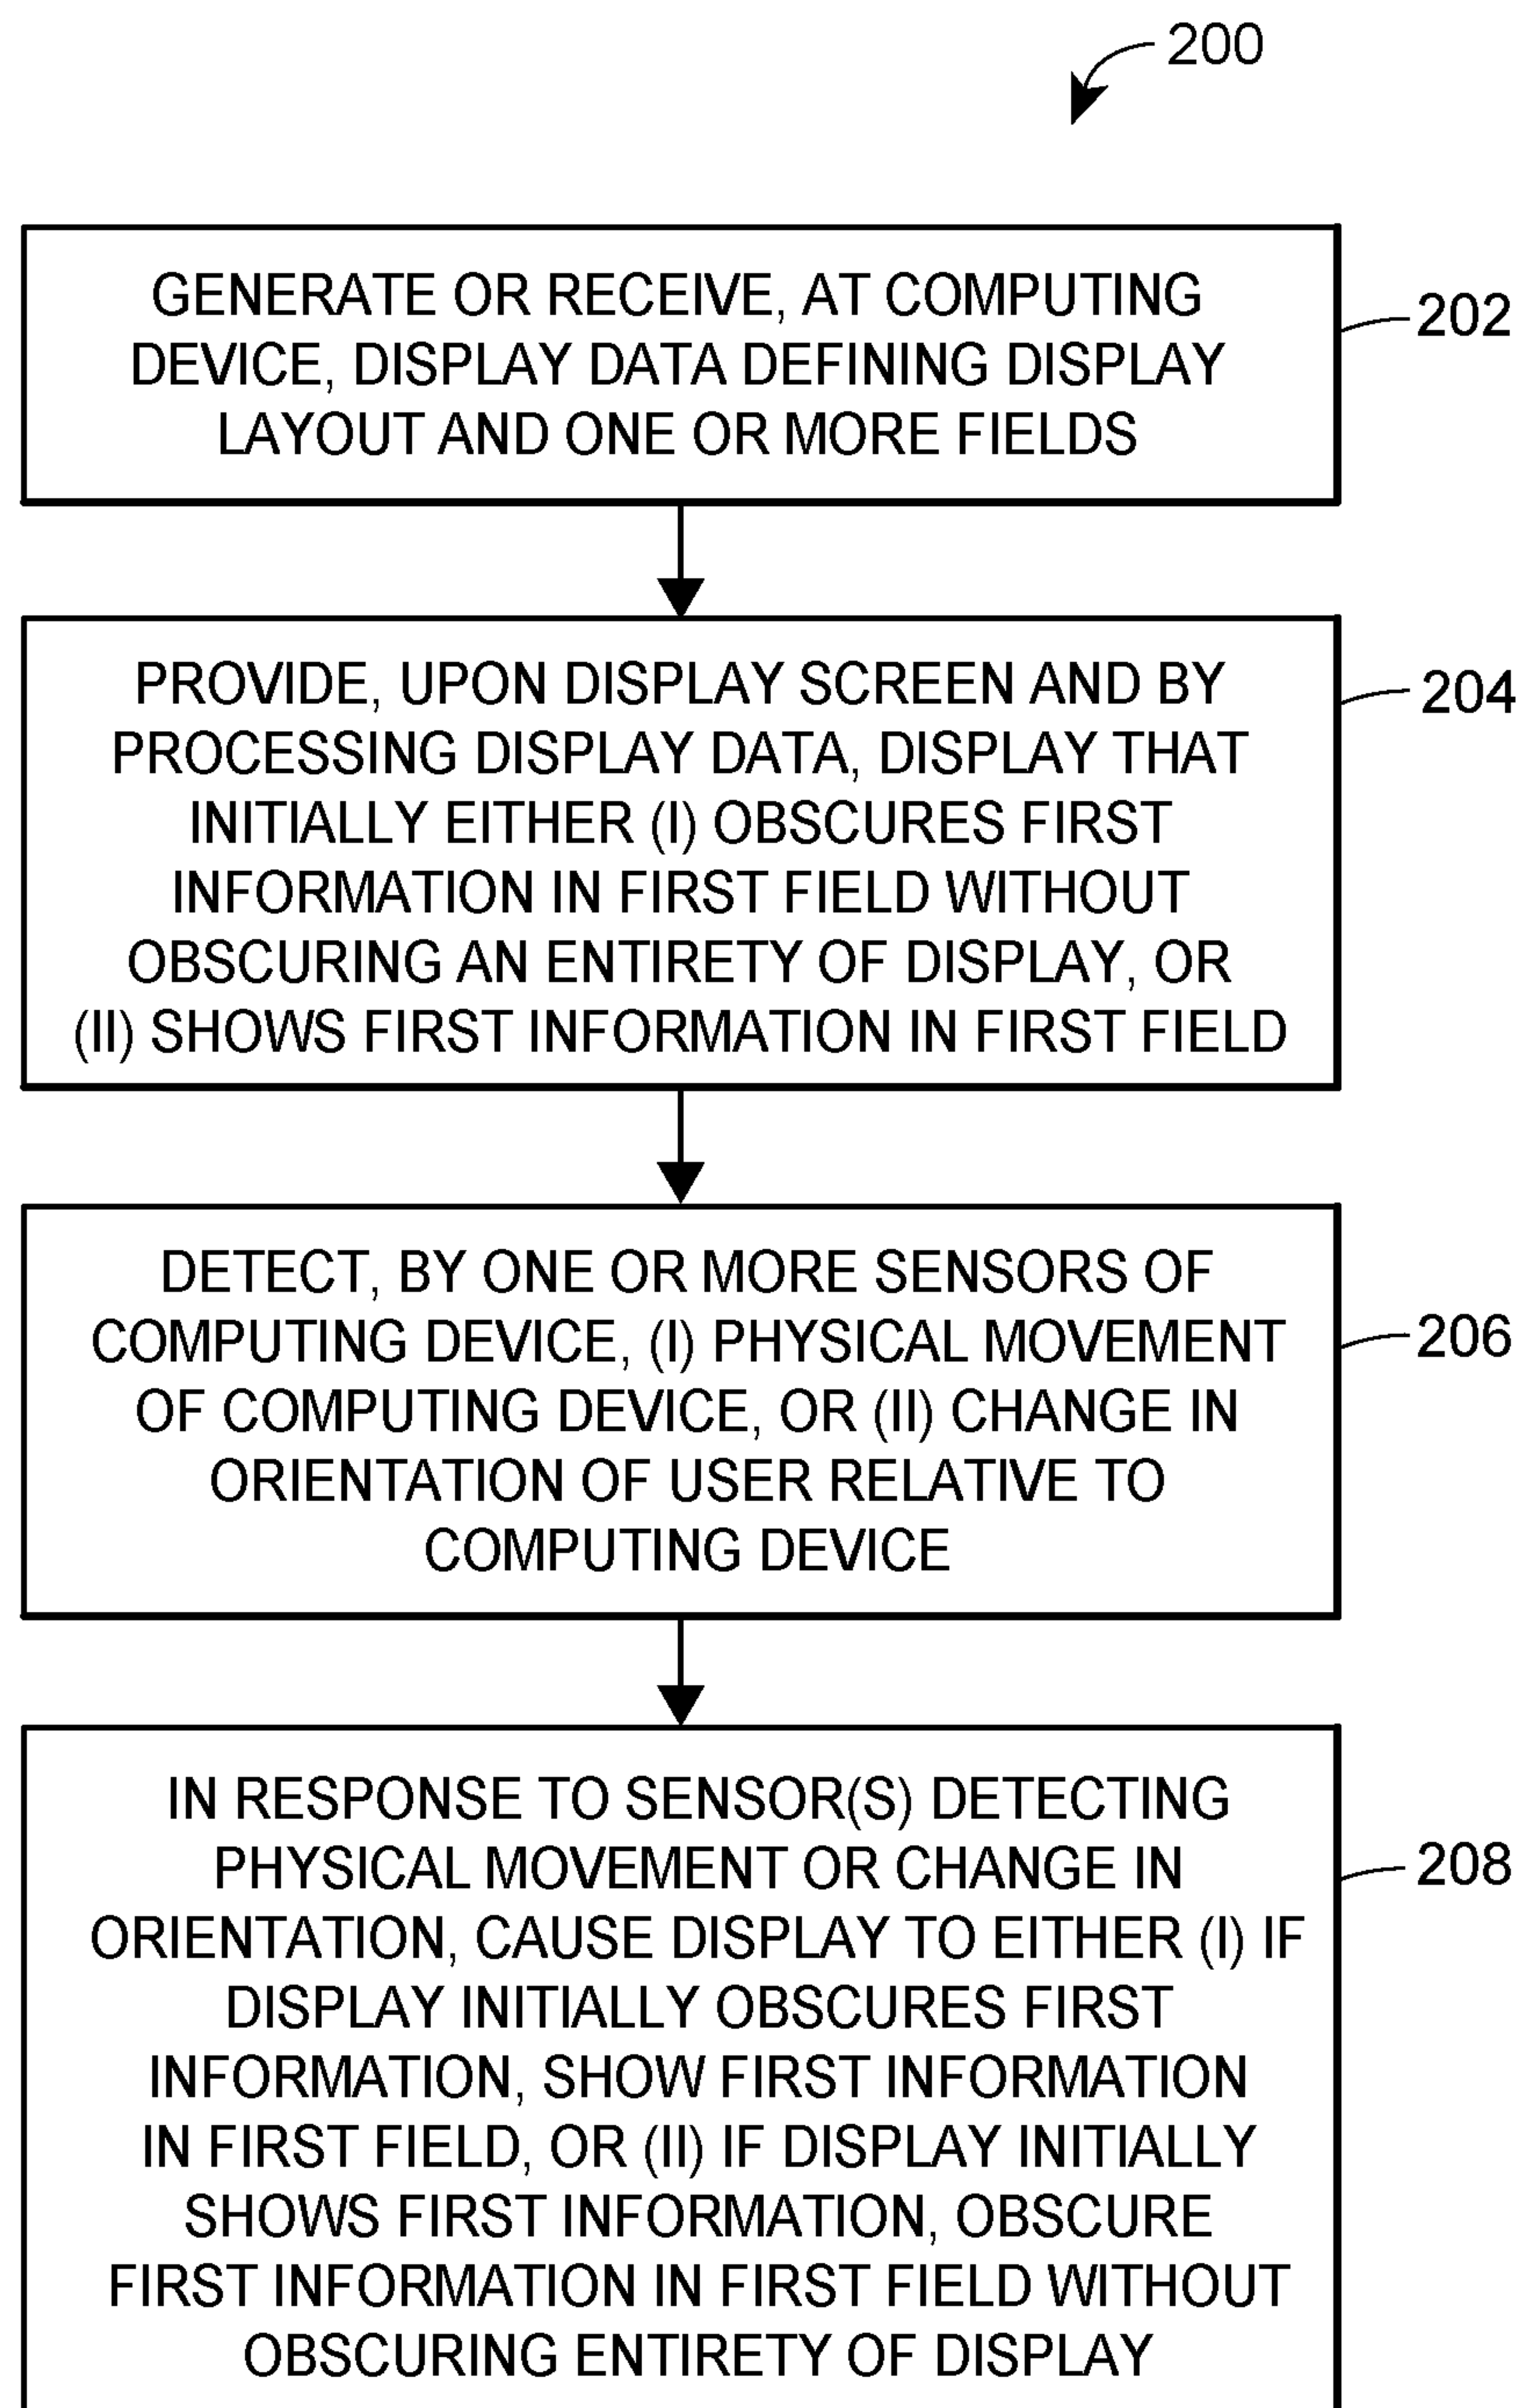 200
GENERATE OR RECEIVE, AT COMPUTING
DEVICE, DISPLAY DATA DEFINING DISPLAY
LAYOUT AND ONE OR MORE FIELDS
202
PROVIDE, UPON DISPLAY SCREEN AND BY
PROCESSING DISPLAY DATA, DISPLAY THAT
INITIALLY EITHER (I) OBSCURES FIRST
INFORMATION IN FIRST FIELD WITHOUT
OBSCURING AN ENTIRETY OF DISPLAY, OR
(II) SHOWS FIRST INFORMATION IN FIRST FIELD
204
DETECT, BY ONE OR MORE SENSORS OF
COMPUTING DEVICE, (I) PHYSICAL MOVEMENT
OF COMPUTING DEVICE, OR (II) CHANGE IN
ORIENTATION OF USER RELATIVE TO
COMPUTING DEVICE
206
IN RESPONSE TO SENSOR(S) DETECTING
PHYSICAL MOVEMENT OR CHANGE IN
ORIENTATION, CAUSE DISPLAY TO EITHER (I) IF
DISPLAY INITIALLY OBSCURES FIRST
INFORMATION, SHOW FIRST INFORMATION
IN FIRST FIELD, OR (II) IF DISPLAY INITIALLY
SHOWS FIRST INFORMATION, OBSCURE
FIRST INFORMATION IN FIRST FIELD WITHOUT
OBSCURING ENTIRETY OF DISPLAY
208